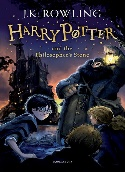 J.K. ROWLING
HARRY POTTER
and the
Philosopher's Stone